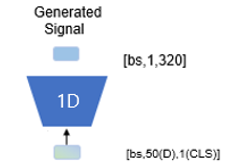 Generated
Signal
[bs,1,320]
1D
[bs,50(D),1(CLS)]